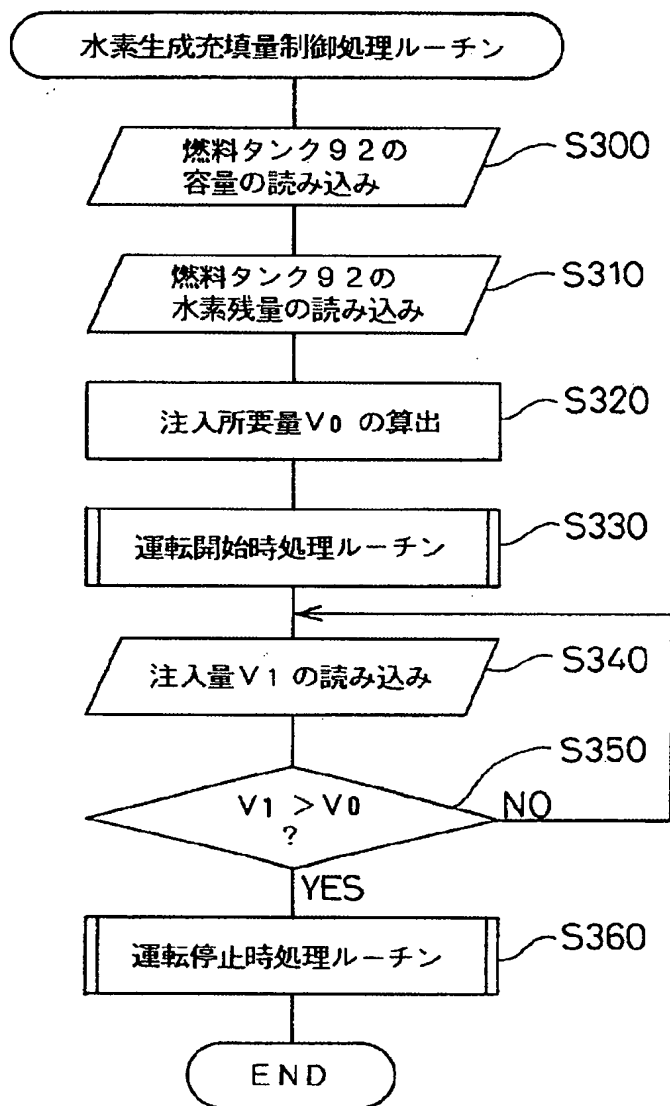 水素生成充填量制御処理ルーチン
燃料タンク92の
容量の読み込み
S300
燃料タンク92の
水素残量の読み込み
S310
注入所要量V0 の算出
S320
運転開始時処理ルーチン
S330
注入量V1 の読み込み
S340
V1 >V0
?
S350
NO
YES
運転停止時処理ルーチン
S360
END